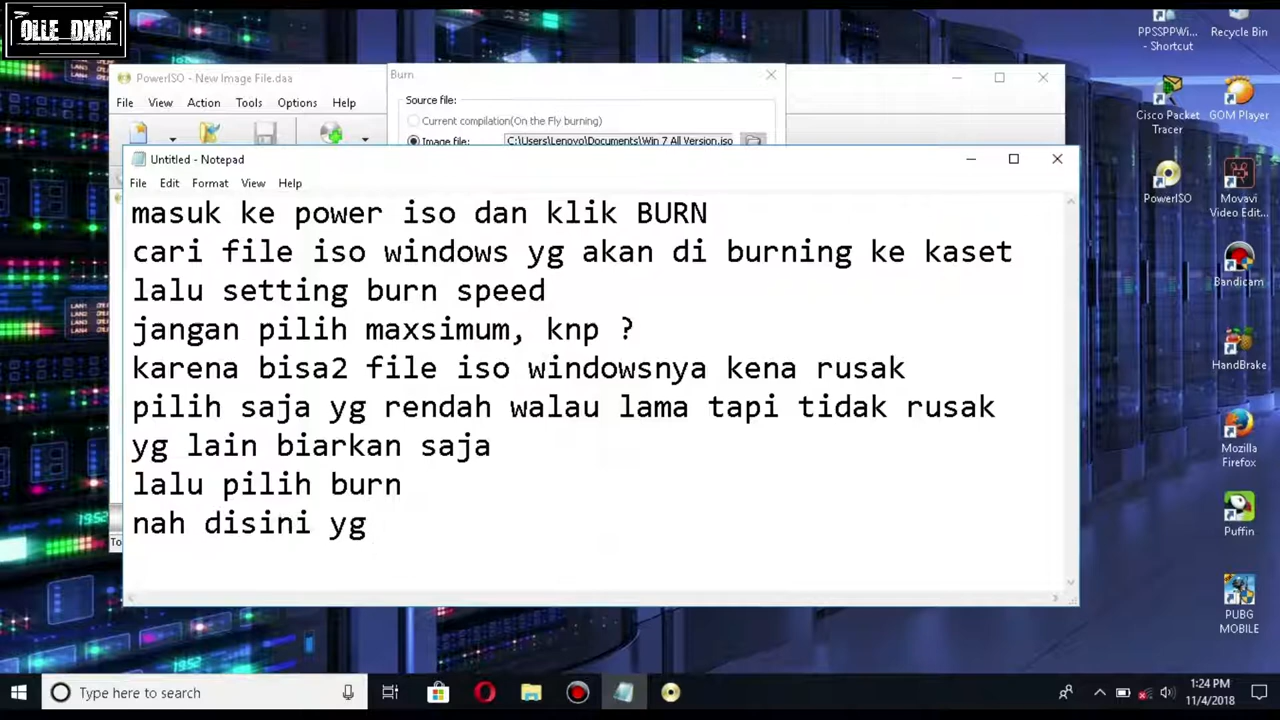 OLLE_DXM
PowerISO - New Image File.daa
File View Action Tools Options Help
Burn
Source file:
Current compilation(On the Fly burning)
Image file: C:\Users\Lenovo\Documents\Win 7 All Version.iso
Untitled - Notepad
File Edit Format View Help
masuk ke power iso dan klik BURN
cari file iso windows yg akan di burning ke kaset
lalu setting burn speed
jangan pilih maxsimum, knp ?
karena bisa2 file iso windowsnya kena rusak
pilih saja yg rendah walau lama tapi tidak rusak
yg lain biarkan saja
lalu pilih burn
nah disini yg
To
PPSSPPWi...
- Shortcut
Recycle Bin
Cisco Packet
Tracer
GOM Player
PowerISO
Movavi
Video Edit...
Bandicam
HandBrake
Mozilla
Firefox
Puffin
PUBG
MOBILE
Type here to search
1:24 PM
11/4/2018